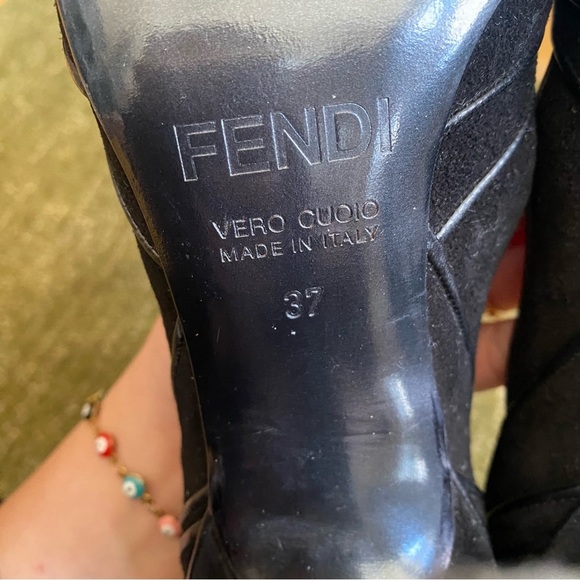 FENDI
VERO CUOIO
MADE IN ITALY
37